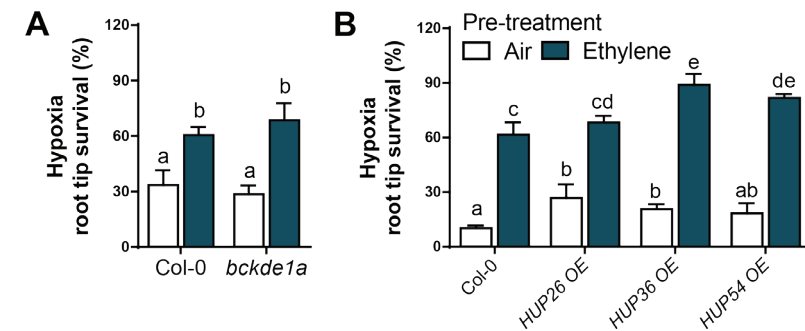 A
Hypoxia
root tip survival (%)
120
90
60
30
0
a
b
a
b
Col-0
bckde1a
B
Pre-treatment
Air
Ethylene
Hypoxia
root tip survival (%)
120
90
60
30
0
a
c
b
cd
b
e
ab
de
Col-0
HUP26 OE
HUP36 OE
HUP54 OE